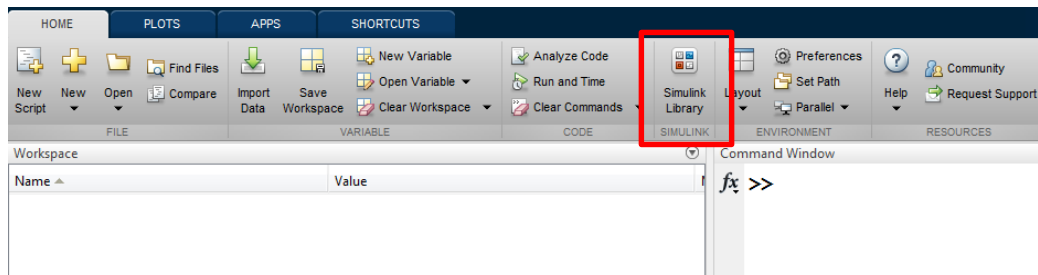 HOME PLOTS APPS SHORTCUTS
New Script
New
Open
Find Files
Compare
FILE
Import Data
Save Workspace
New Variable
Open Variable
Clear Workspace
VARIABLE
Analyze Code
Run and Time
Clear Commands
CODE
Simulink Library
SIMULINK
Layout
Preferences
Set Path
Parallel
ENVIRONMENT
Help
Community
Request Support
RESOURCES
Workspace
Name Value
Command Window
fx >>